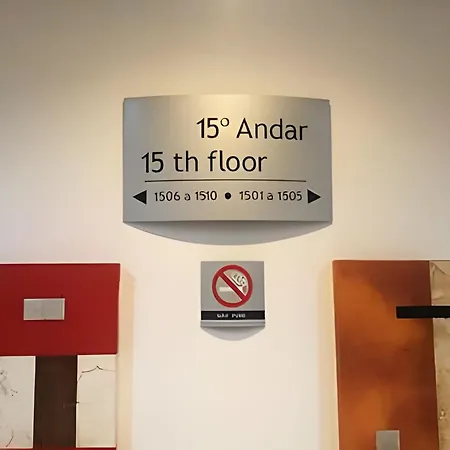 15º Andar
15 th floor
◀ 1506 a 1510 ● 1501 a 1505 ▶